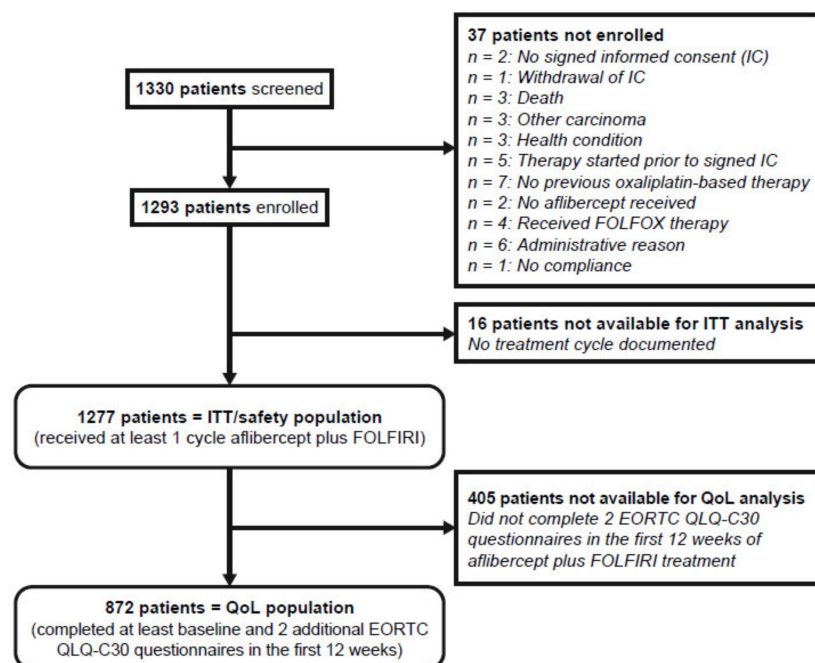 1330 patients screened
37 patients not enrolled
n = 2: No signed informed consent (IC)
n = 1: Withdrawal of IC
n = 3: Death
n = 3: Other carcinoma
n = 3: Health condition
n = 5: Therapy started prior to signed IC
n = 7: No previous oxaliplatin-based therapy
n = 2: No aflibercept received
n = 4: Received FOLFOX therapy
n = 6: Administrative reason
n = 1: No compliance
1293 patients enrolled
16 patients not available for ITT analysis
No treatment cycle documented
1277 patients = ITT/safety population
(received at least 1 cycle aflibercept plus FOLFIRI)
405 patients not available for QoL analysis
Did not complete 2 EORTC QLQ-C30
questionnaires in the first 12 weeks of
aflibercept plus FOLFIRI treatment
872 patients = QoL population
(completed at least baseline and 2 additional EORTC
QLQ-C30 questionnaires in the first 12 weeks)